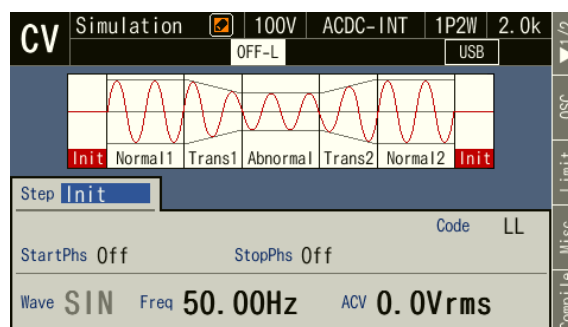 CV Simulation 100V ACDC-INT 1P2W 2.0k
OFF-L USB
▼1/2
OSC
Limit
Misc
Compile
Init Normal1 Trans1 Abnormal Trans2 Normal2 Init
Step Init
Code LL
StartPhs Off StopPhs Off
Wave SIN Freq 50.00Hz ACV 0.0Vrms